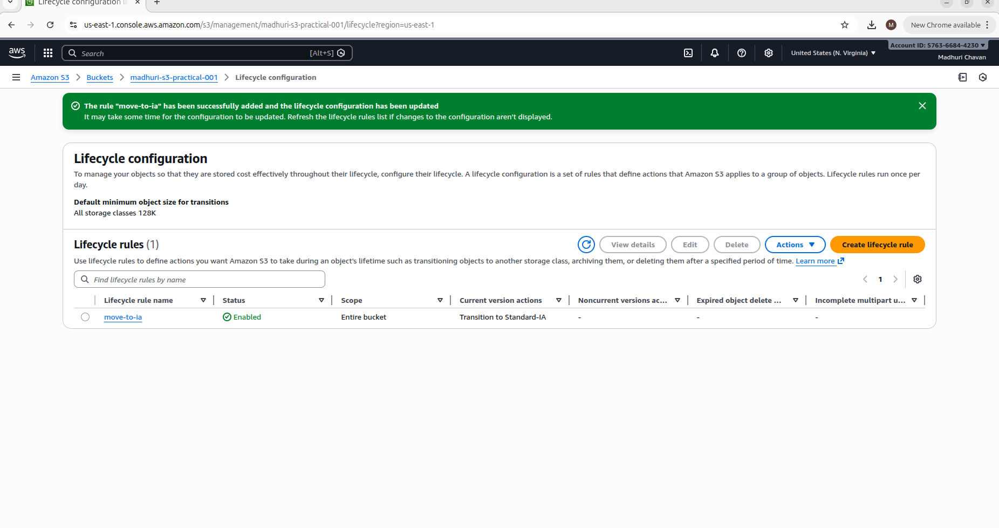 Lifecycle configuration
us-east-1.console.aws.amazon.com/s3/management/madhuri-s3-practical-001/lifecycle?region=us-east-1
M
New Chrome available
aws
Search
[Alt+S]
United States (N. Virginia)
Account ID: 5763-6684-4230
Madhuri Chavan
Amazon S3
Buckets
madhuri-s3-practical-001
Lifecycle configuration
The rule "move-to-ia" has been successfully added and the lifecycle configuration has been updated
It may take some time for the configuration to be updated. Refresh the lifecycle rules list if changes to the configuration aren't displayed.
Lifecycle configuration
To manage your objects so that they are stored cost effectively throughout their lifecycle, configure their lifecycle. A lifecycle configuration is a set of rules that define actions that Amazon S3 applies to a group of objects. Lifecycle rules run once per
day.
Default minimum object size for transitions
All storage classes 128K
Lifecycle rules (1)
View details
Edit
Delete
Actions
Create lifecycle rule
Use lifecycle rules to define actions you want Amazon S3 to take during an object's lifetime such as transitioning objects to another storage class, archiving them, or deleting them after a specified period of time. Learn more
Find lifecycle rules by name
1
Lifecycle rule name
Status
Scope
Current version actions
Noncurrent versions ac...
Expired object delete ...
Incomplete multipart u...
move-to-ia
Enabled
Entire bucket
Transition to Standard-IA
-
-
-